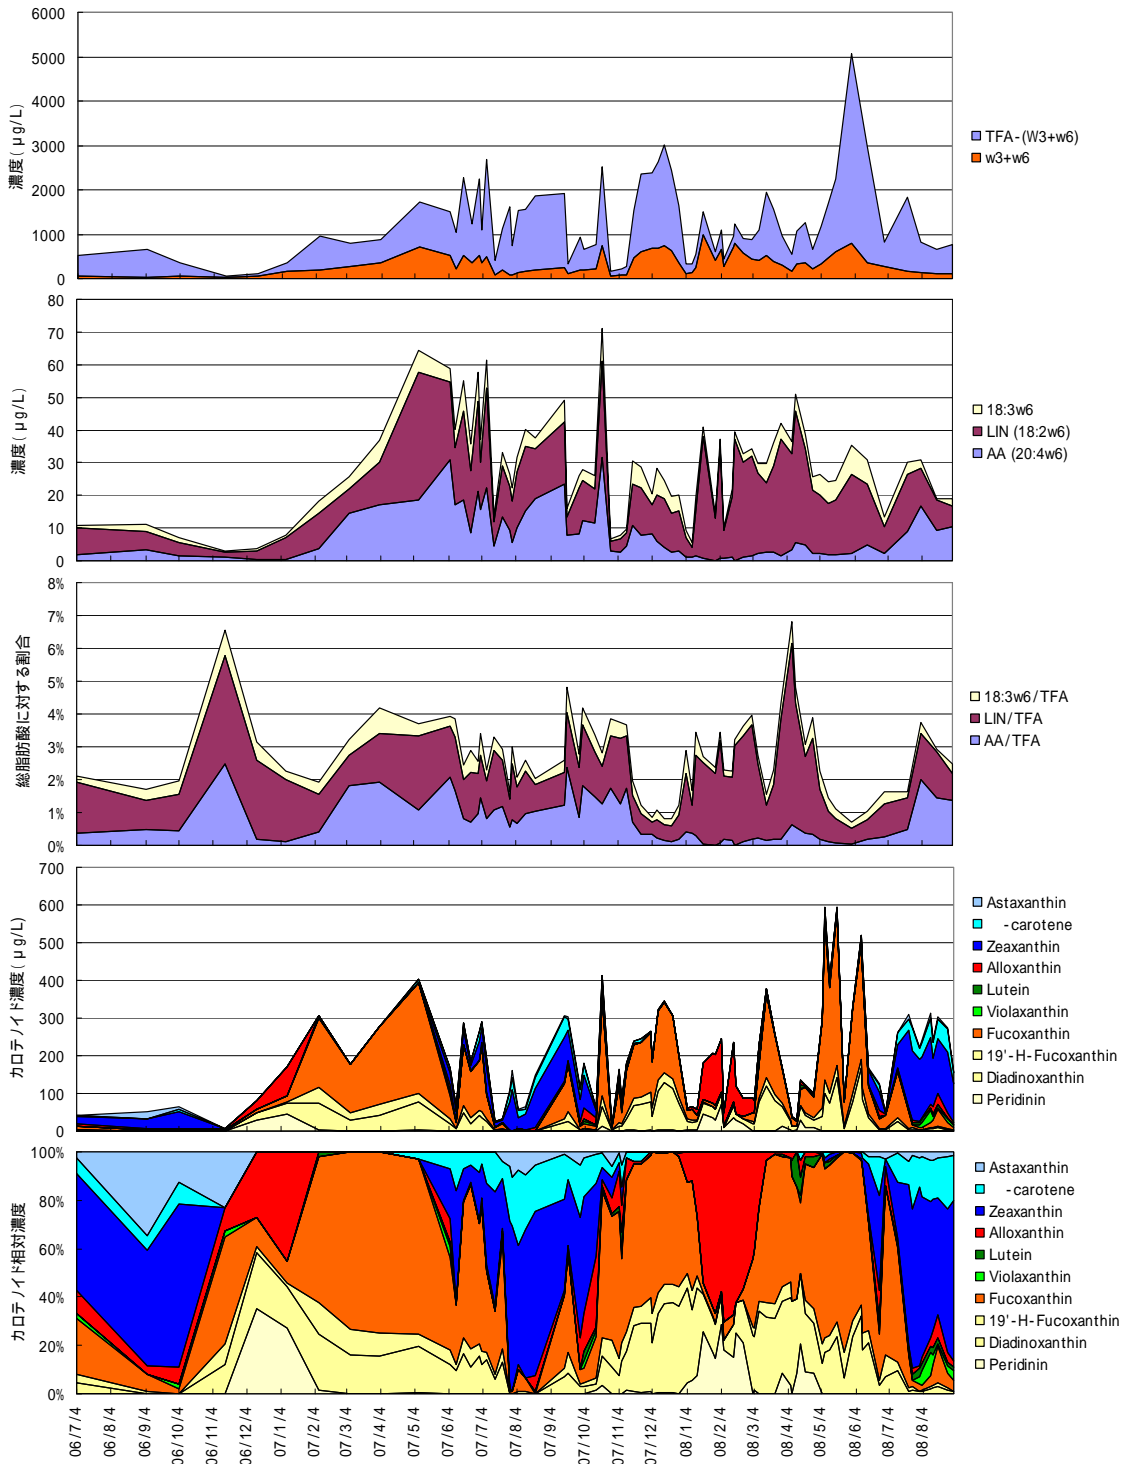 6000
5000
4000
3000
2000
1000
0
濃度( μg/L)
TFA-(W3+w6)
w3+w6
80
70
60
50
40
30
20
10
0
濃度( μg/L)
18:3w6
LIN (18:2w6)
AA (20:4w6)
8%
7%
6%
5%
4%
3%
2%
1%
0%
総脂肪酸に対する割合
18:3w6/TFA
LIN/TFA
AA/TFA
700
600
500
400
300
200
100
0
カロテノイド濃度( μg/L)
Astaxanthin
-carotene
Zeaxanthin
Alloxanthin
Lutein
Violaxanthin
Fucoxanthin
19'-H-Fucoxanthin
Diadinoxanthin
Peridinin
100%
80%
60%
40%
20%
0%
カロテノイド相対濃度
Astaxanthin
-carotene
Zeaxanthin
Alloxanthin
Lutein
Violaxanthin
Fucoxanthin
19'-H-Fucoxanthin
Diadinoxanthin
Peridinin
06/7/4
06/8/4
06/9/4
06/10/4
06/11/4
06/12/4
07/1/4
07/2/4
07/3/4
07/4/4
07/5/4
07/6/4
07/7/4
07/8/4
07/9/4
07/10/4
07/11/4
07/12/4
08/1/4
08/2/4
08/3/4
08/4/4
08/5/4
08/6/4
08/7/4
08/8/4